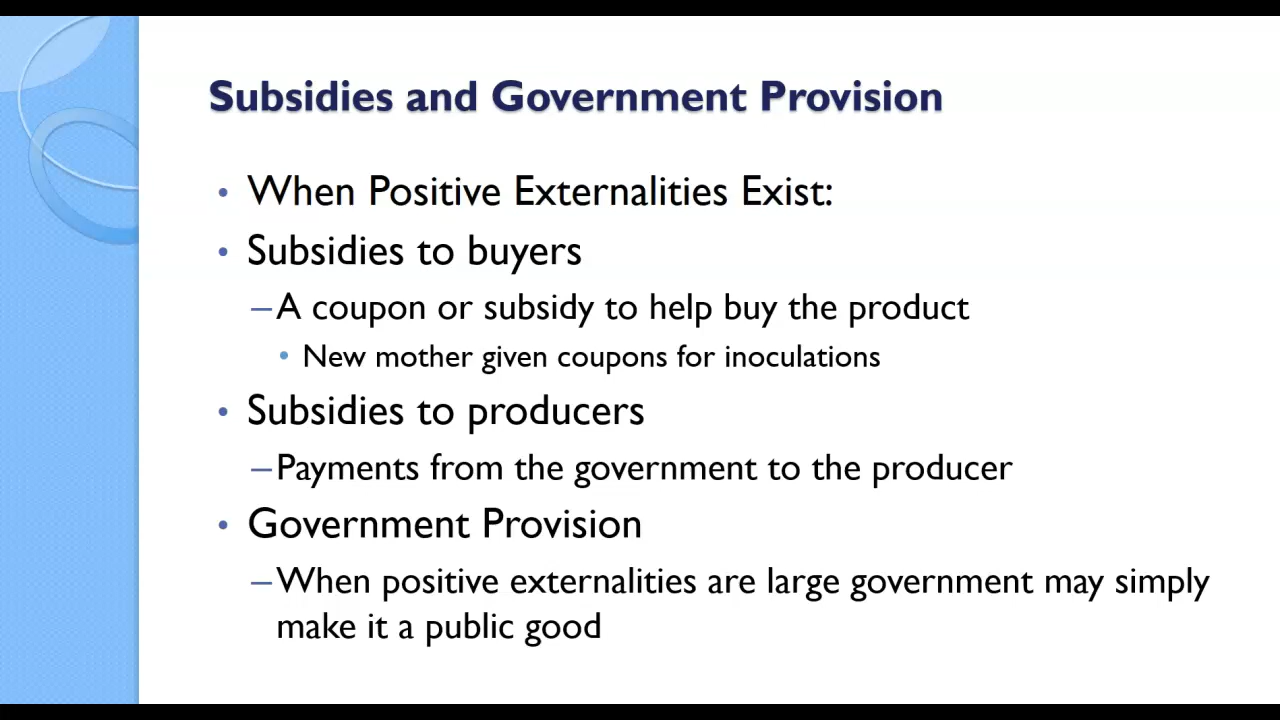 Subsidies and Government Provision
• When Positive Externalities Exist:
• Subsidies to buyers
–A coupon or subsidy to help buy the product
• New mother given coupons for inoculations
• Subsidies to producers
–Payments from the government to the producer
• Government Provision
–When positive externalities are large government may simply
make it a public good